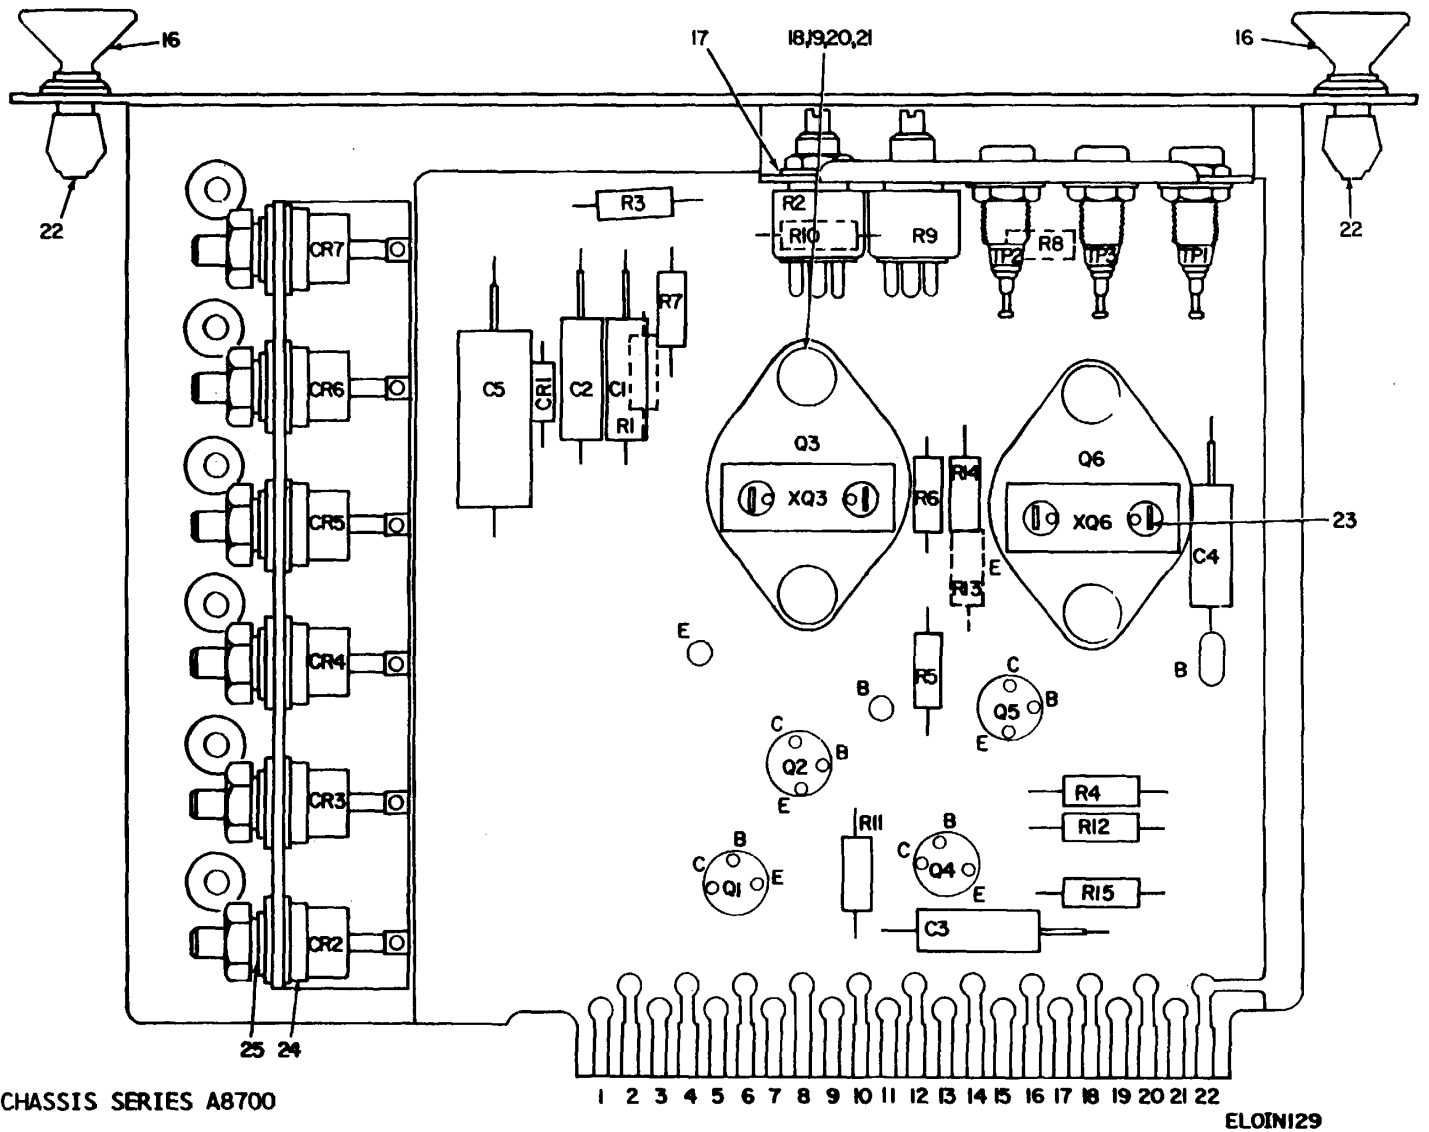 16
17
18,19,20,21
16
22
22
R3
R2
R10
R9
R8
TP2
TP3
TP1
CR7
R7
CR6
C5
CR1
C2
C1
R1
Q3
Q6
R6
R14
XQ3
XQ6
23
CR5
C4
E
R13
E
B
CR4
R5
C
B
Q5
E
B
C
B
Q2
E
CR3
R4
R12
R11
B
C
Q4
E
B
C
Q1
E
R15
C3
CR2
25 24
1 2 3 4 5 6 7 8 9 10 11 12 13 14 15 16 17 18 19 20 21 22
CHASSIS SERIES A8700
EL0IN129